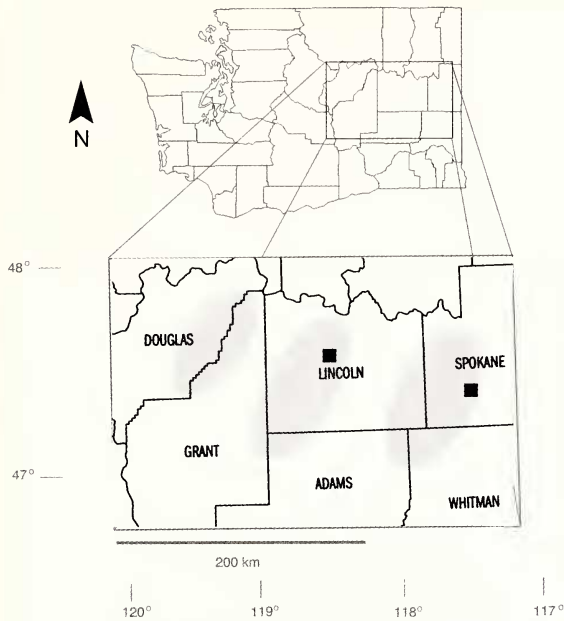 N
48°
DOUGLAS
SPOKANE
LINCOLN
GRANT
47°
ADAMS
WHITMAN
200 km
120° 119° 118° 117°